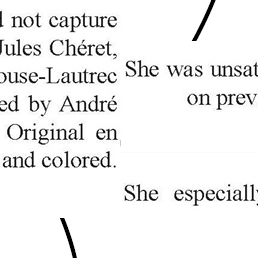 not capture
Jules Chéret,
ouse-Lautrec
ed by André
Original en
and colored.
She was unsat
on prev
She especially